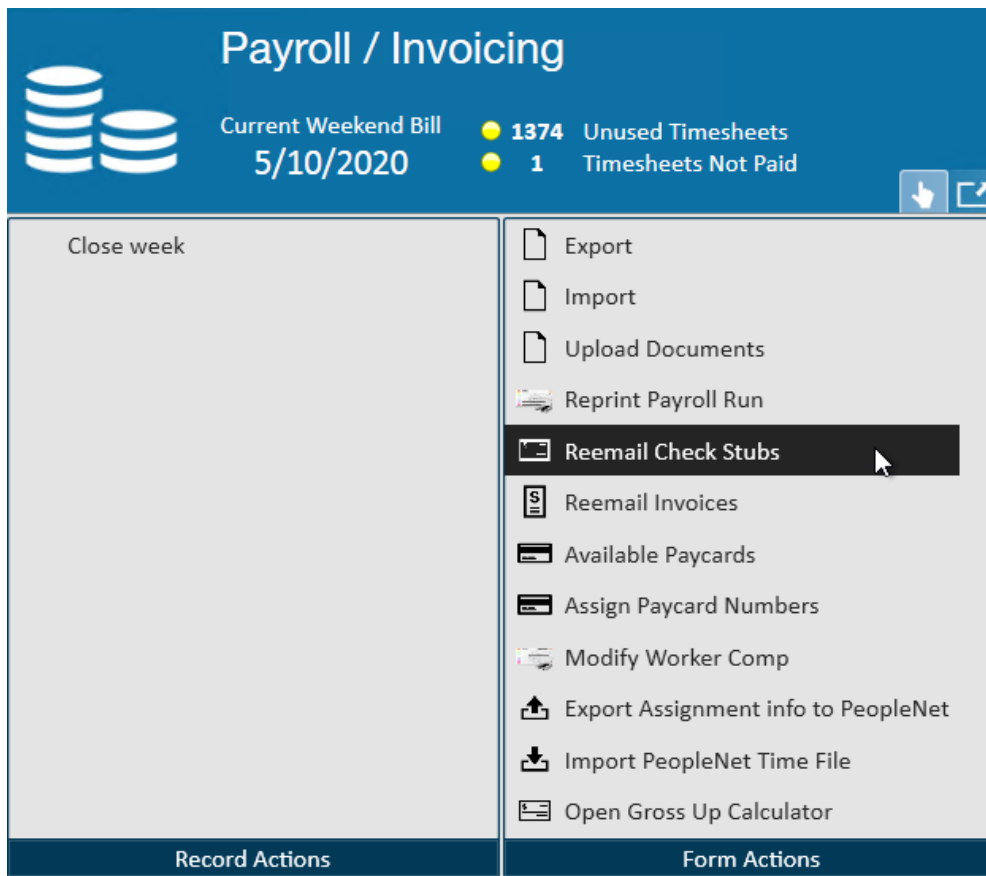 Payroll / Invoicing
Current Weekend Bill
5/10/2020
1374 Unused Timesheets
1 Timesheets Not Paid
Close week
Export
Import
Upload Documents
Reprint Payroll Run
Reemail Check Stubs
Reemail Invoices
Available Paycards
Assign Paycard Numbers
Modify Worker Comp
Export Assignment info to PeopleNet
Import PeopleNet Time File
Open Gross Up Calculator
Record Actions
Form Actions